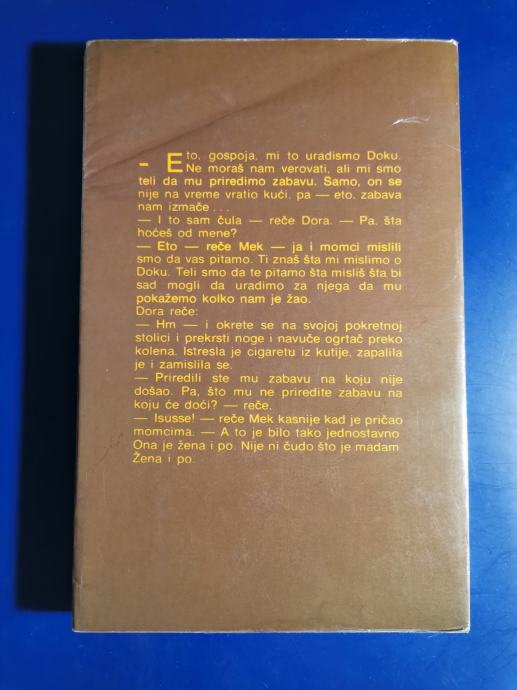 - Eto, gospoja, mi to uradismo Doku.
Ne moraš nam verovati, ali mi smo
teli da mu priredimo zabavu. Samo, on se
nije na vreme vratio kući, pa — eto, zabava
nam izmače...
— I to sam čula — reče Dora. — Pa, šta
hoćeš od mene?
— Eto — reče Mek — ja i momci mislili
smo da vas pitamo. Ti znaš šta mi mislimo o
Doku. Teli smo da te pitamo šta misliš šta bi
sad mogli da uradimo za njega da mu
pokažemo kolko nam je žao.
Dora reče:
— Hm — i okrete se na svojoj pokretnoj
stolici i prekrsti noge i navuče ogrtač preko
kolena. Istresla je cigaretu iz kutije, zapalila
je i zamislila se.
— Priredili ste mu zabavu na koju nije
došao. Pa, što mu ne priredite zabavu na
koju će doći? — reče.
— Isusse! — reče Mek kasnije kad je pričao
momcima. — A to je bilo tako jednostavno
Ona je žena i po. Nije ni čudo što je madam
Žena i po.